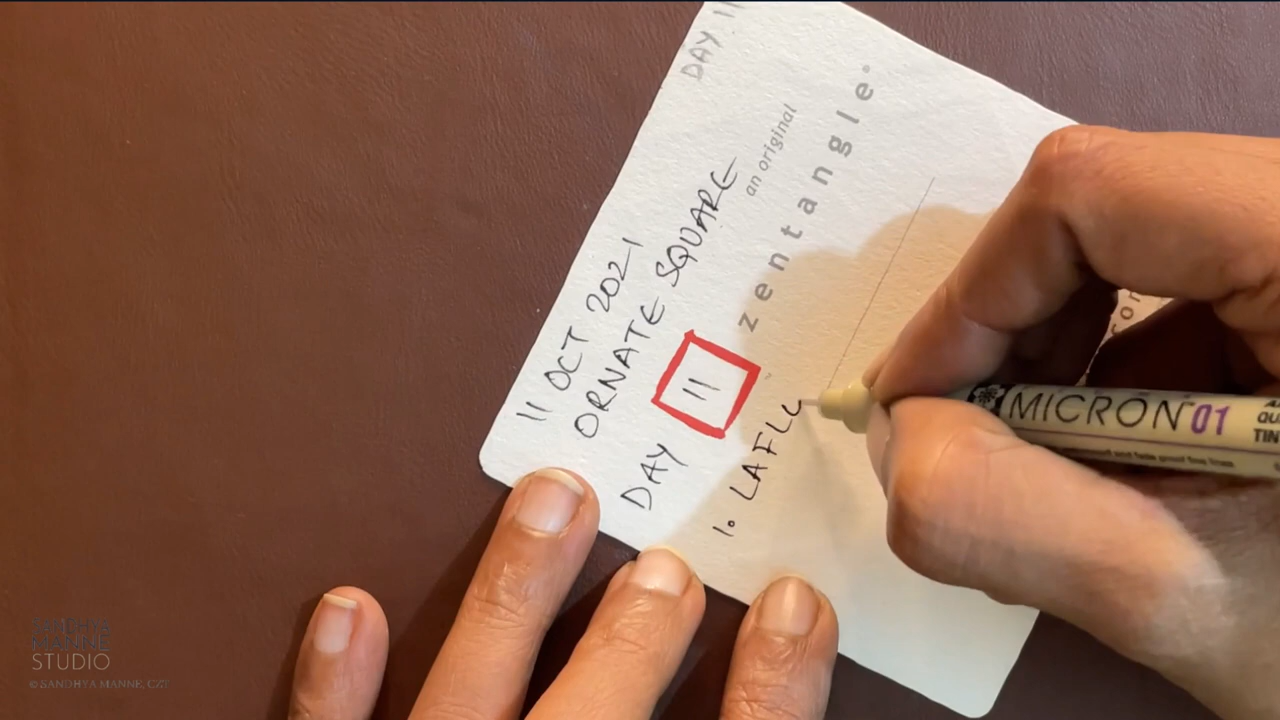 DAY 11
11 OCT 2021
ORNATE SQUARE
DAY 11
an original
zentangle®
1. LAFLU
con
MICRON 01
SANDHYA
MANNE
STUDIO
© SANDHYA MANNE, CZT